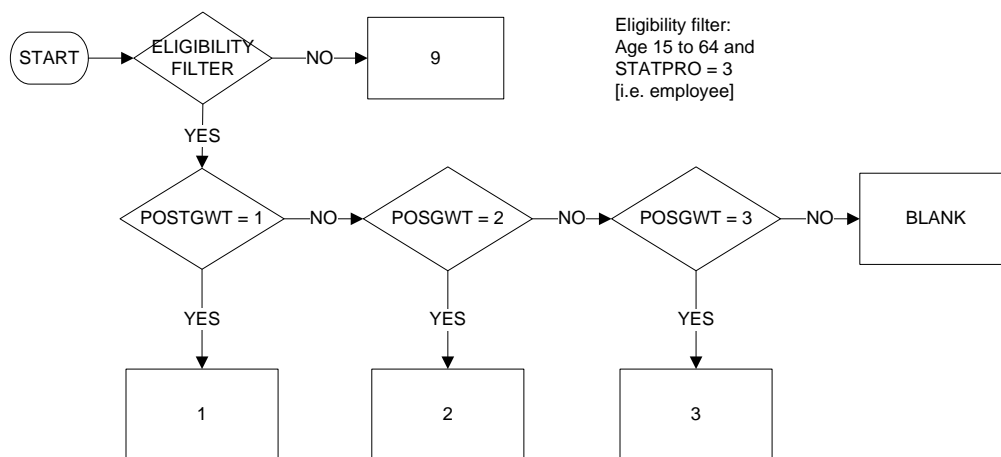 START
ELIGIBILITY
FILTER
NO
9
Eligibility filter:
Age 15 to 64 and
STATPRO = 3
[i.e. employee]
YES
POSTGWT = 1
NO
POSGWT = 2
NO
POSGWT = 3
NO
BLANK
YES
YES
YES
1
2
3